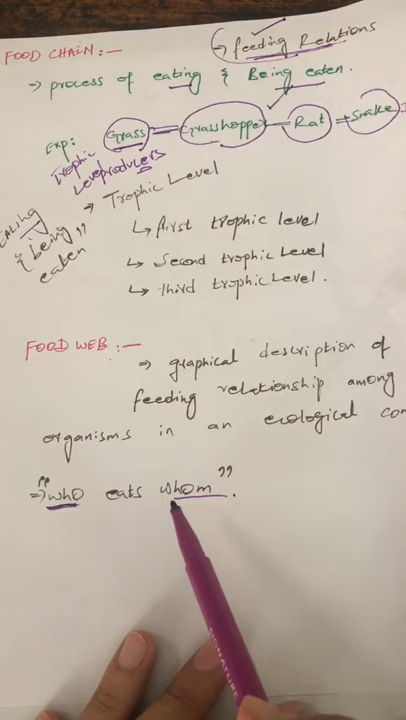 FOOD CHAIN:-
→ feeding Relations
→ process of eating & Being eaten.
Exp: Grass = Grasshopper - Rat = Snake
Trophic
Level producers
→ Trophic Level
Eating
& being
eaten"
↳ first trophic level
↳ Second trophic Level
↳ third trophic Level.
FOOD WEB:-
⇒ graphical description of
feeding relationship among
organisms in an ecological com
⇒ "who eats whom".